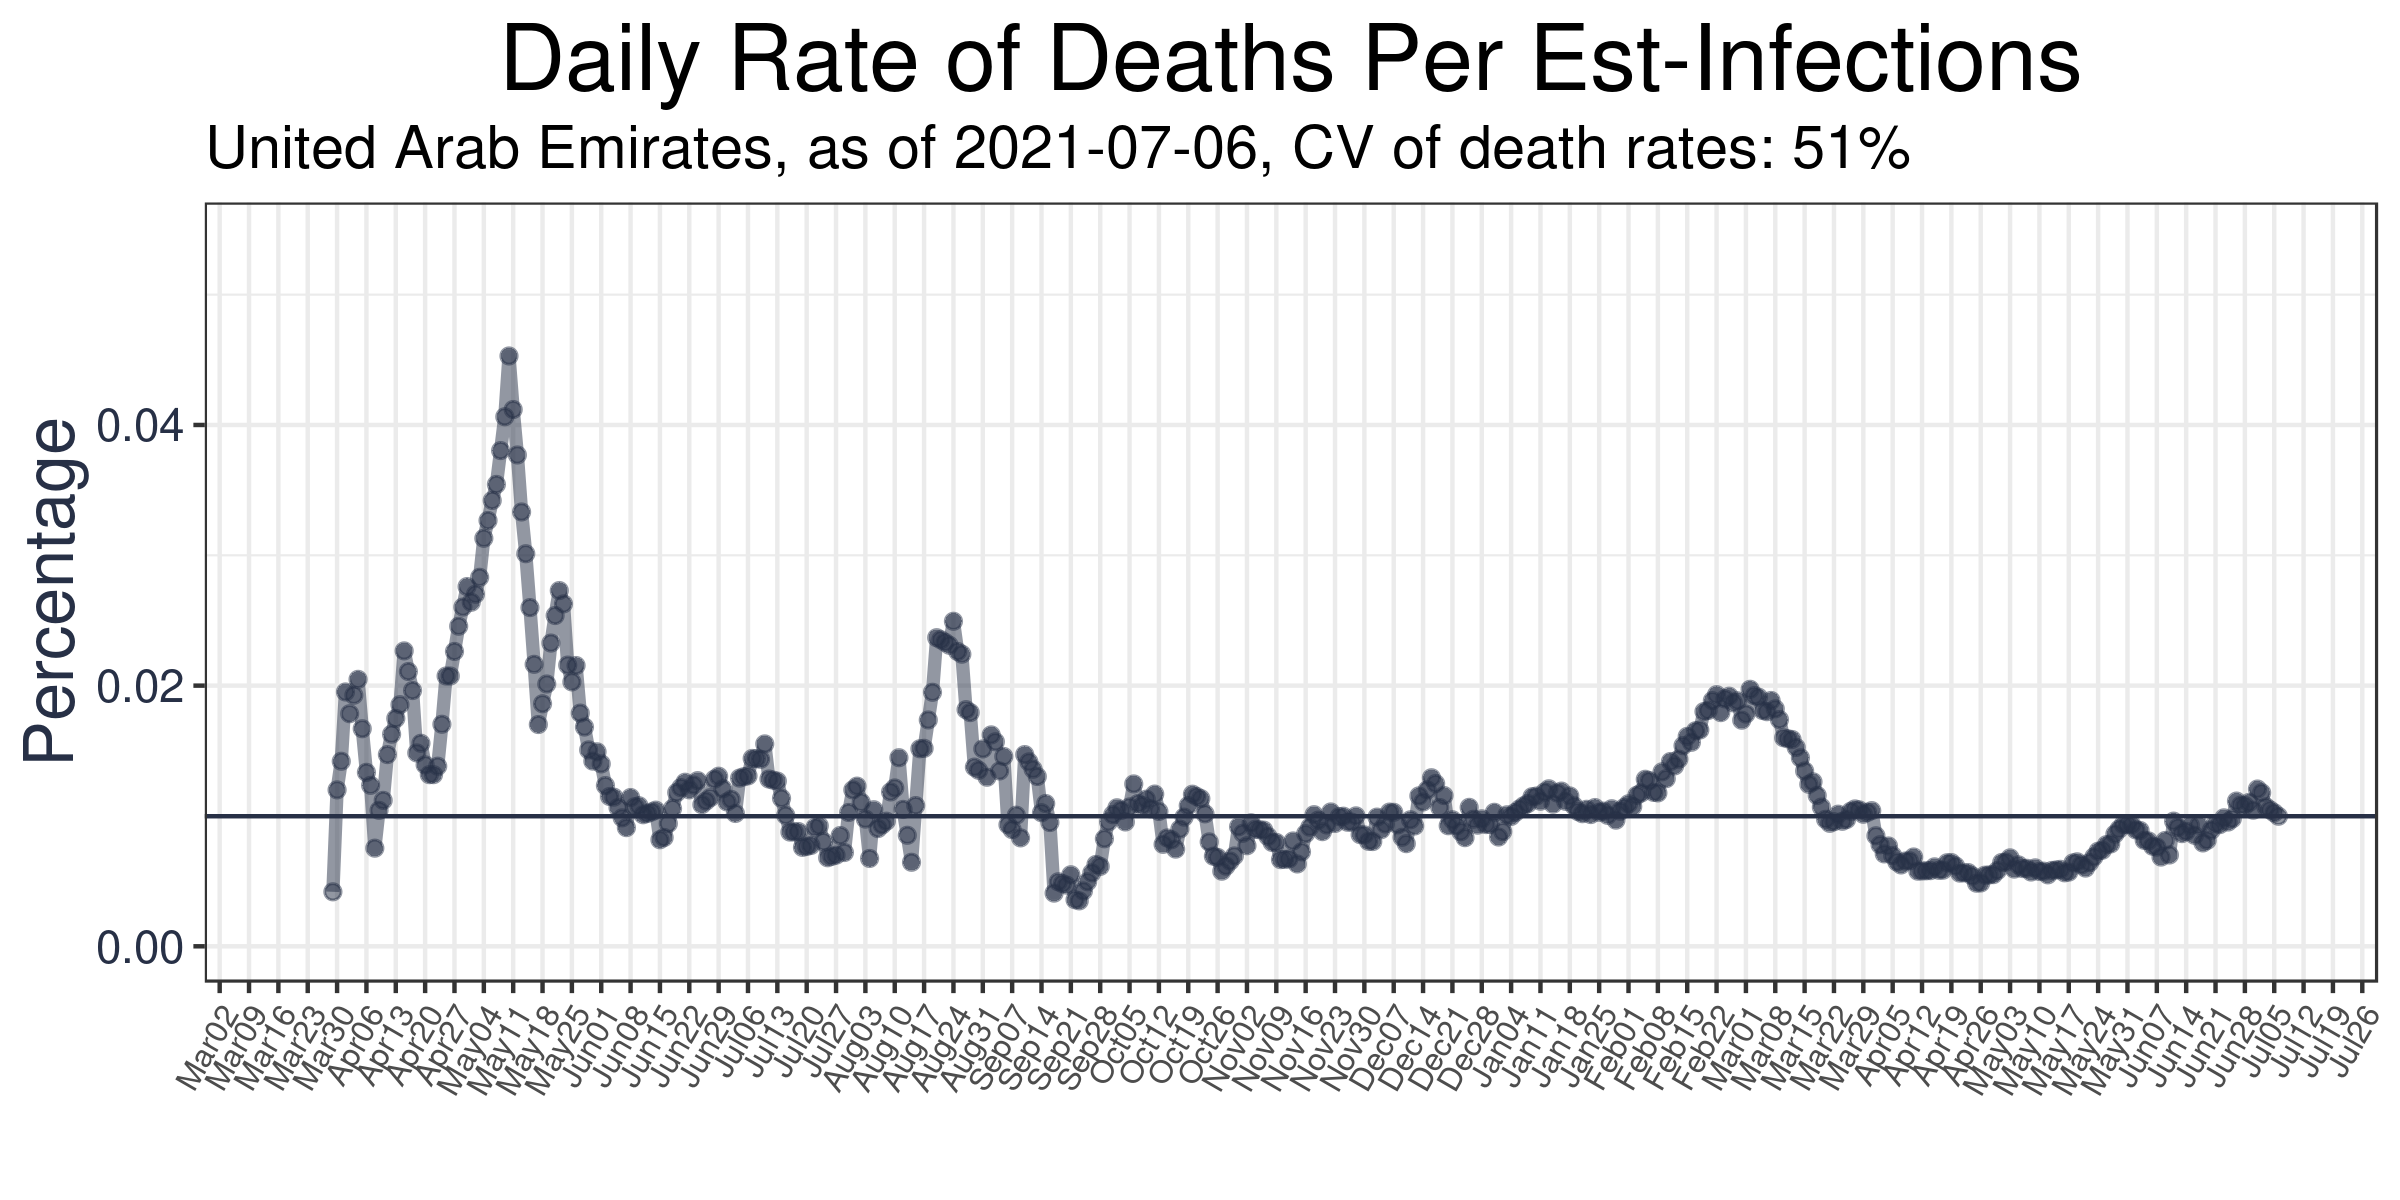 Daily Rate of Deaths Per Est-Infections
United Arab Emirates, as of 2021-07-06, CV of death rates: 51%
Percentage
0.04
0.02
0.00
Mar02
Mar09
Mar16
Mar23
Mar30
Apr06
Apr13
Apr20
Apr27
May04
May11
May18
May25
Jun01
Jun08
Jun15
Jun22
Jun29
Jul06
Jul13
Jul20
Jul27
Aug03
Aug10
Aug17
Aug24
Aug31
Sep07
Sep14
Sep21
Sep28
Oct05
Oct12
Oct19
Oct26
Nov02
Nov09
Nov16
Nov23
Nov30
Dec07
Dec14
Dec21
Dec28
Jan04
Jan11
Jan18
Jan25
Feb01
Feb08
Feb15
Feb22
Mar01
Mar08
Mar15
Mar22
Mar29
Apr05
Apr12
Apr19
Apr26
May03
May10
May17
May24
May31
Jun07
Jun14
Jun21
Jun28
Jul05
Jul12
Jul19
Jul26